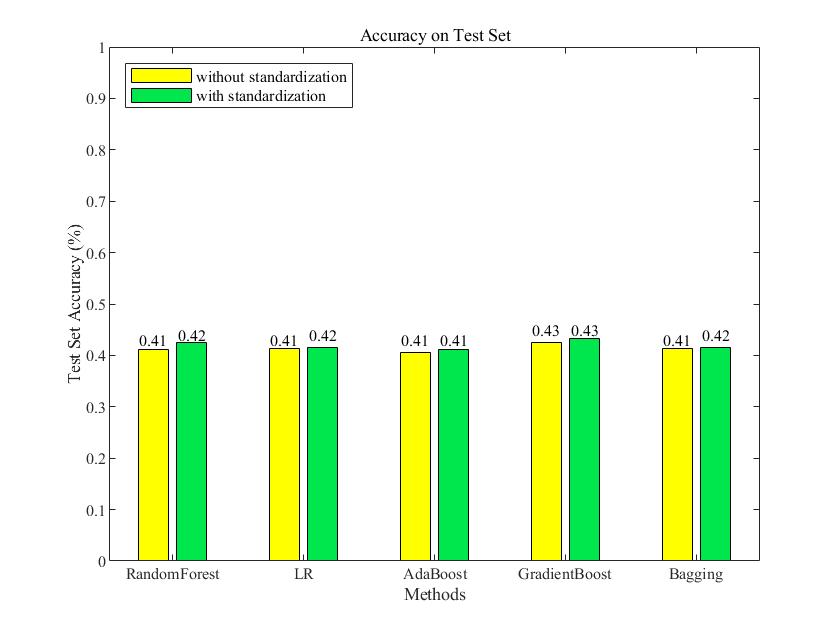 Accuracy on Test Set
1
0.9
0.8
0.7
0.6
0.5
0.4
0.3
0.2
0.1
0
Test Set Accuracy (%)
without standardization
with standardization
0.41 0.42 0.41 0.42 0.41 0.41 0.43 0.43 0.41 0.42
RandomForest LR AdaBoost GradientBoost Bagging
Methods